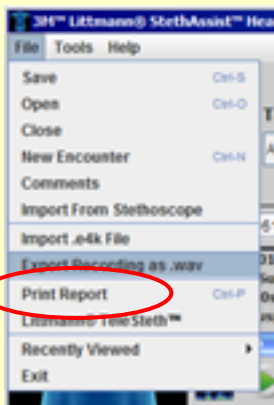 3M™ Littmann® StethAssist™ Hea
File Tools Help
Save Ctrl-S
Open Ctrl-O
Close
New Encounter Ctrl-N
Comments
Import From Stethoscope
Import .e4k File
Export Recording as .wav
Print Report Ctrl-P
Littmann® TeleSteth™
Recently Viewed
Exit